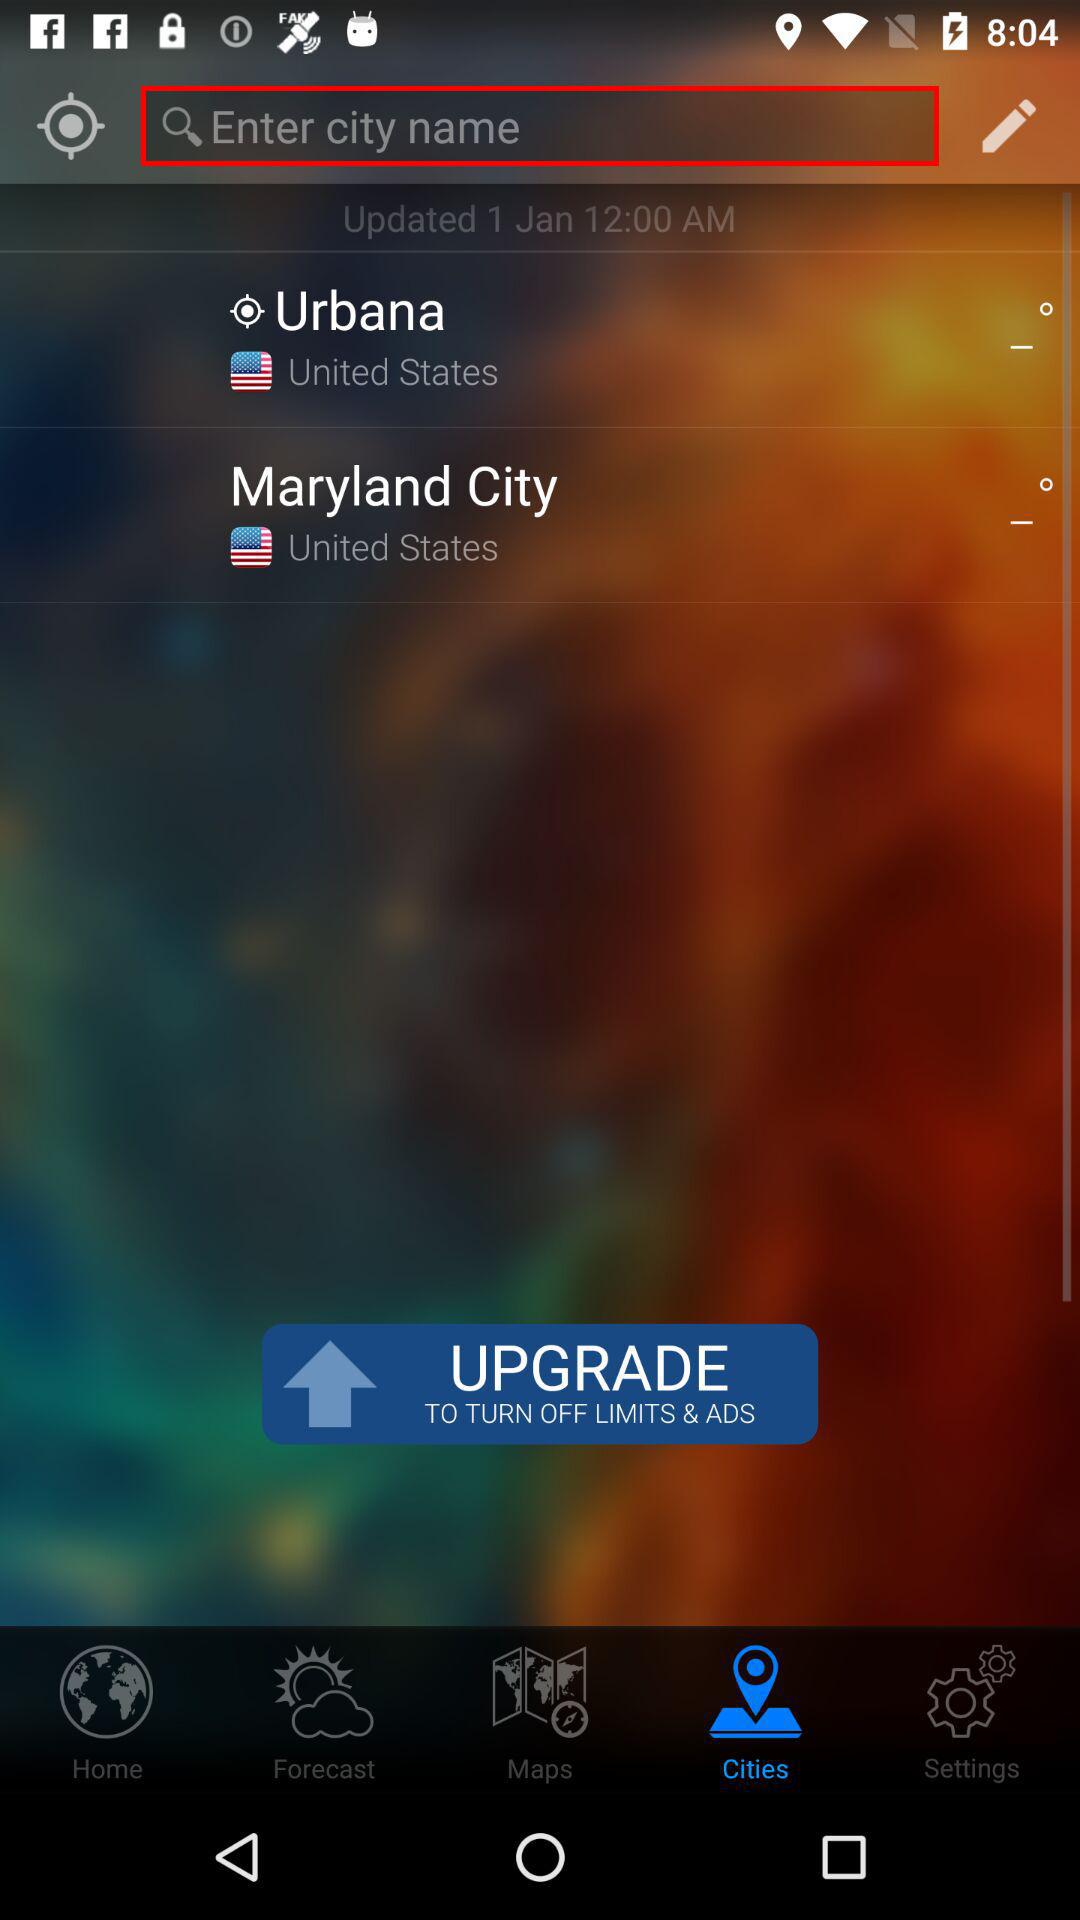 FAKE
8:04
Enter city name
Updated 1 Jan 12:00 AM
Urbana
_°
United States
Maryland City
_°
United States
UPGRADE
TO TURN OFF LIMITS & ADS
Home
Forecast
Maps
Cities
Settings